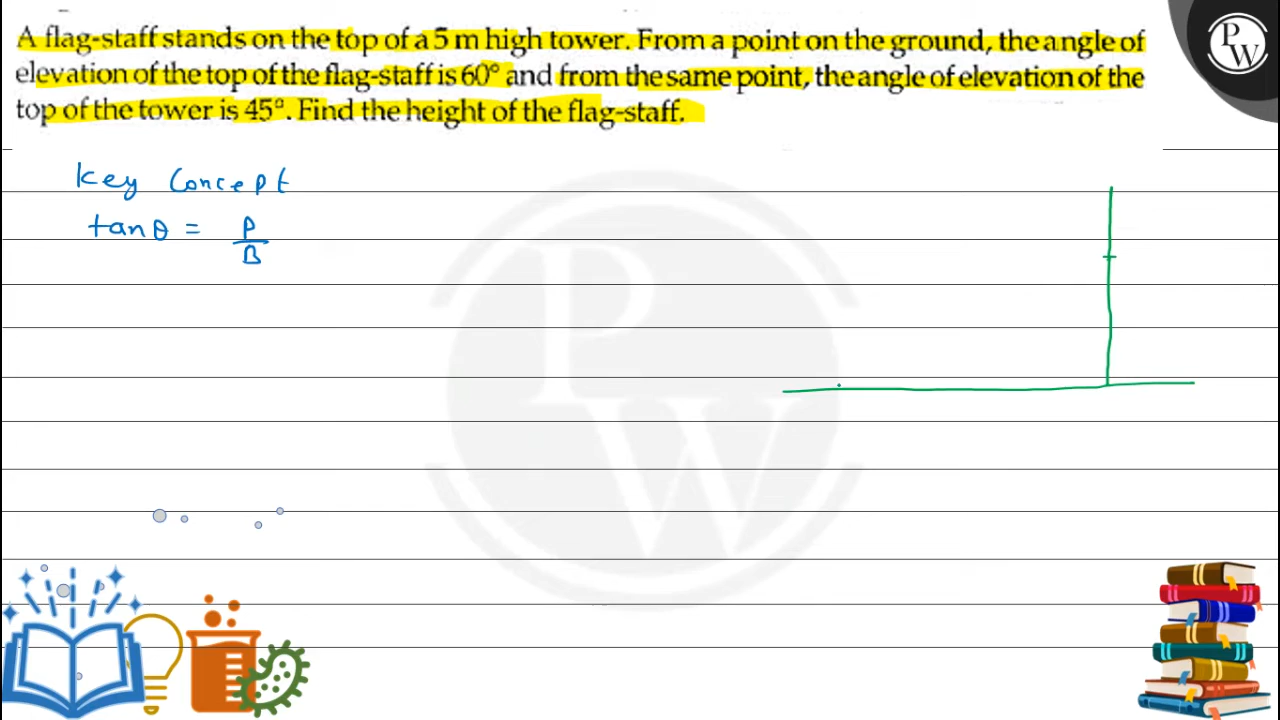 A flag-staff stands on the top of a 5 m high tower. From a point on the ground, the angle of
elevation of the top of the flag-staff is 60° and from the same point, the angle of elevation of the
top of the tower is 45°. Find the height of the flag-staff.
Key Concept
tanθ = P/B
PW
PW